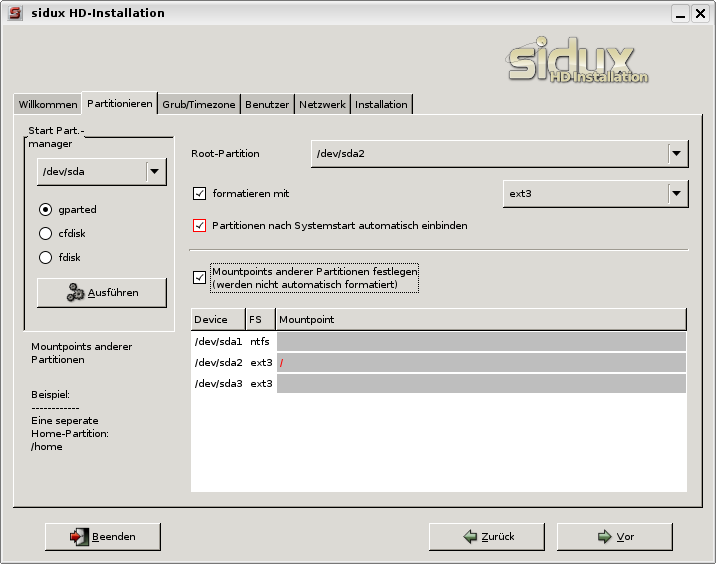 sidux HD-Installation
sidux
HD-Installation
Willkommen Partitionieren Grub/Timezone Benutzer Netzwerk Installation
Start Part.-
manager
/dev/sda
gparted
cfdisk
fdisk
Ausführen
Mountpoints anderer
Partitionen
Beispiel:
------------
Eine seperate
Home-Partition:
/home
Root-Partition /dev/sda2
formatieren mit ext3
Partitionen nach Systemstart automatisch einbinden
Mountpoints anderer Partitionen festlegen
(werden nicht automatisch formatiert)
Device FS Mountpoint
/dev/sda1 ntfs
/dev/sda2 ext3 /
/dev/sda3 ext3
Beenden Zurück Vor